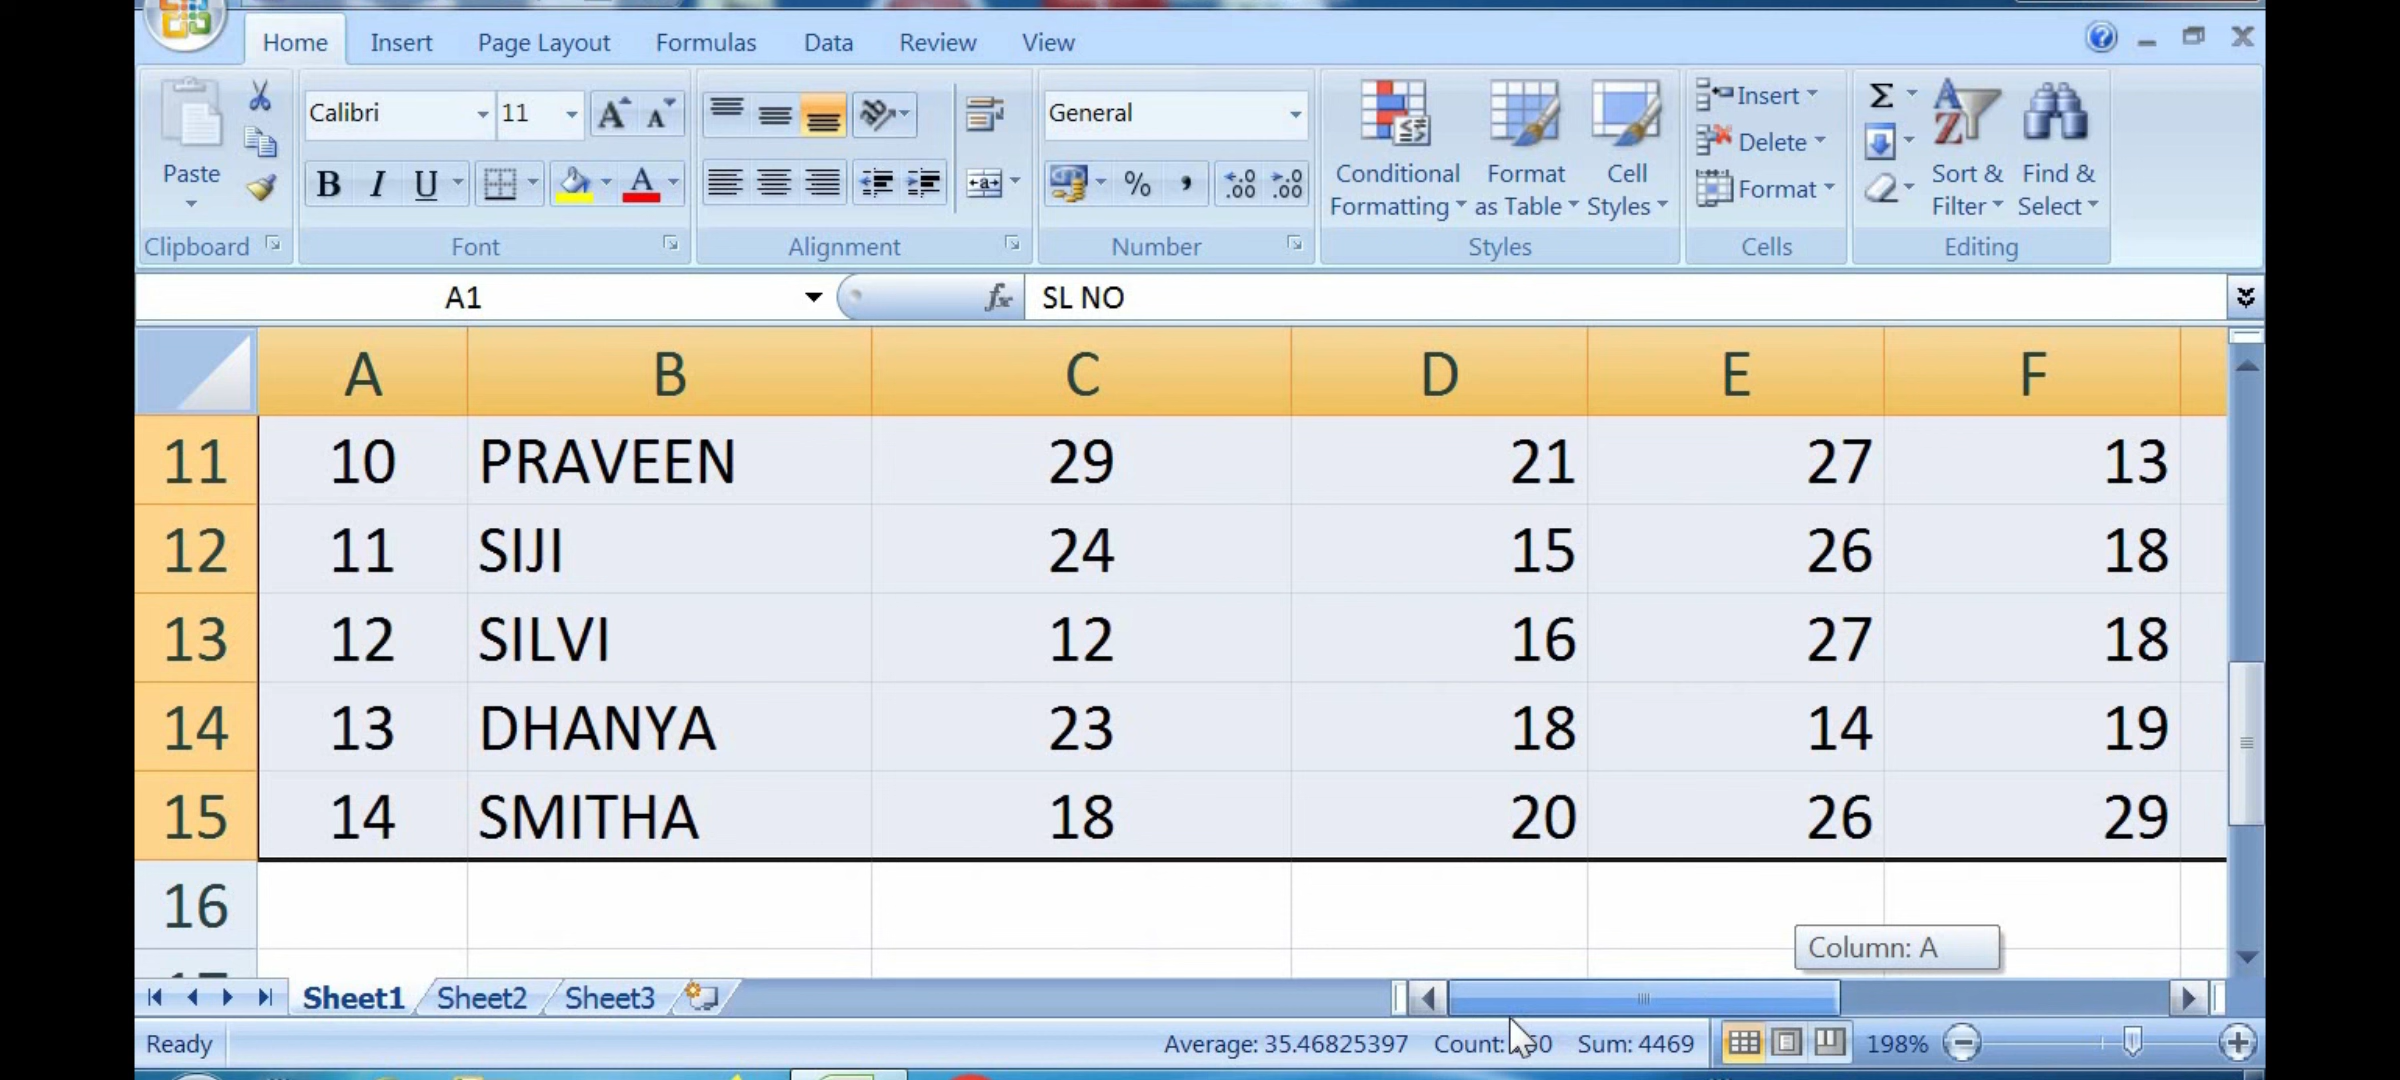 Home Insert Page Layout Formulas Data Review View
Calibri 11 General Insert
Delete
Paste B I U A % , Conditional Format Cell Format Sort & Find &
Formatting as Table Styles Filter Select
Clipboard Font Alignment Number Styles Cells Editing
A1 fx SL NO
A B C D E F
11 10 PRAVEEN 29 21 27 13
12 11 SIJI 24 15 26 18
13 12 SILVI 12 16 27 18
14 13 DHANYA 23 18 14 19
15 14 SMITHA 18 20 26 29
16
Column: A
Sheet1 Sheet2 Sheet3
Ready Average: 35.46825397 Count: Sum: 4469 198%